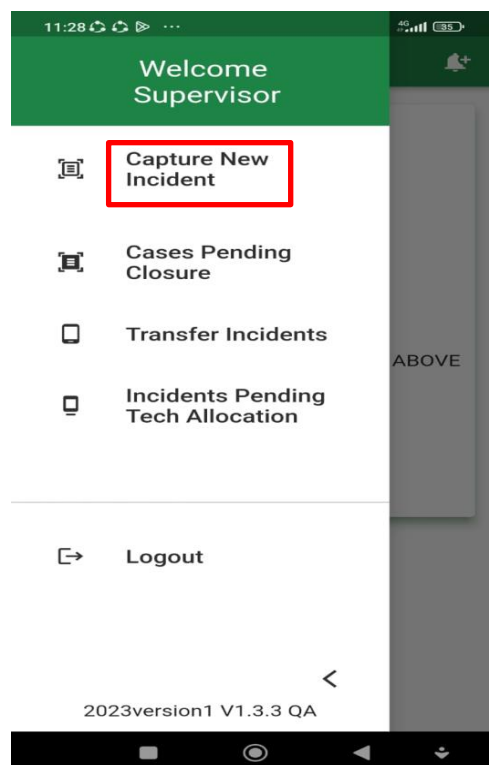 11:28 ... 4G 35
Welcome
Supervisor
Capture New
Incident
Cases Pending
Closure
Transfer Incidents
ABOVE
Incidents Pending
Tech Allocation
Logout
2023version1 V1.3.3 QA